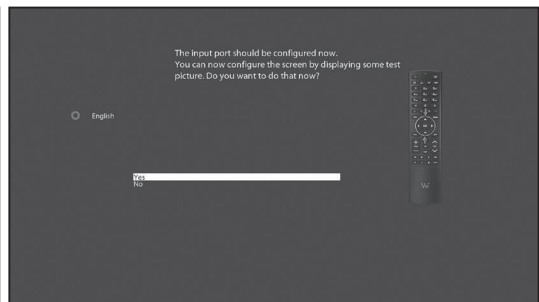 The input port should be configured now.
You can now configure the screen by displaying some test
picture. Do you want to do that now?
English
Yes
No